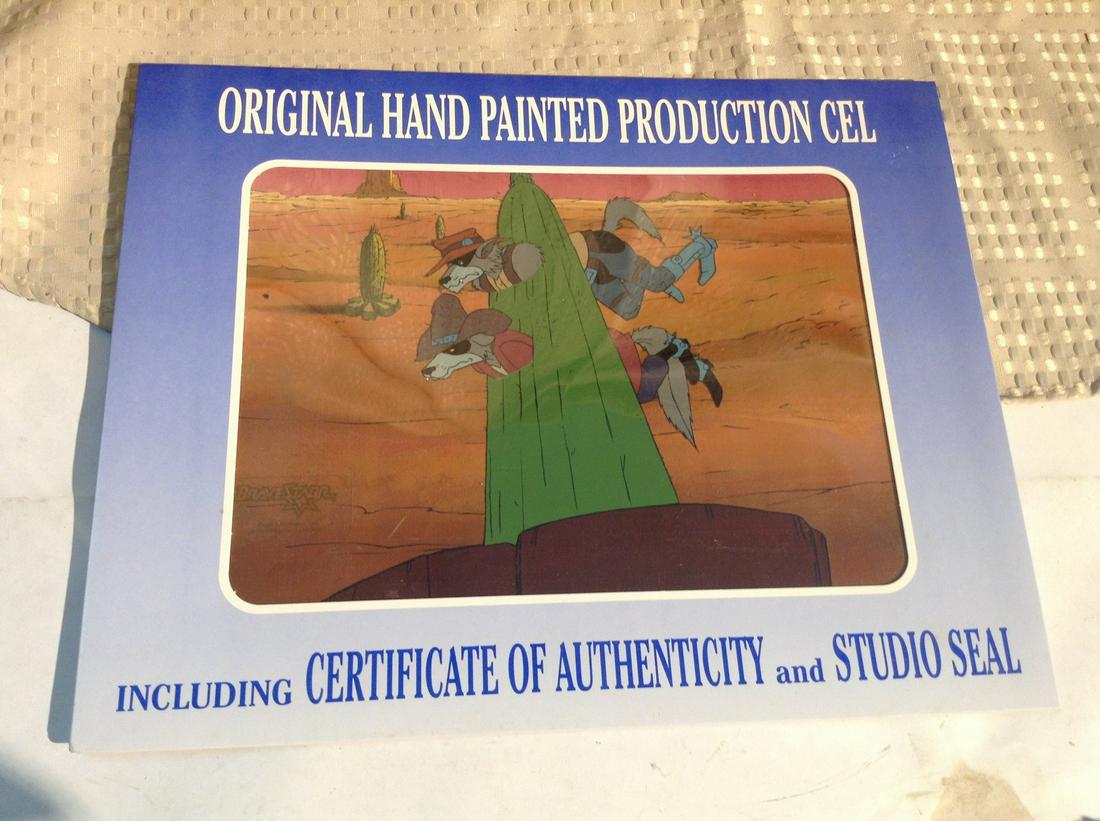 ORIGINAL HAND PAINTED PRODUCTION CEL
BRAVESTARR
INCLUDING CERTIFICATE OF AUTHENTICITY and STUDIO SEAL